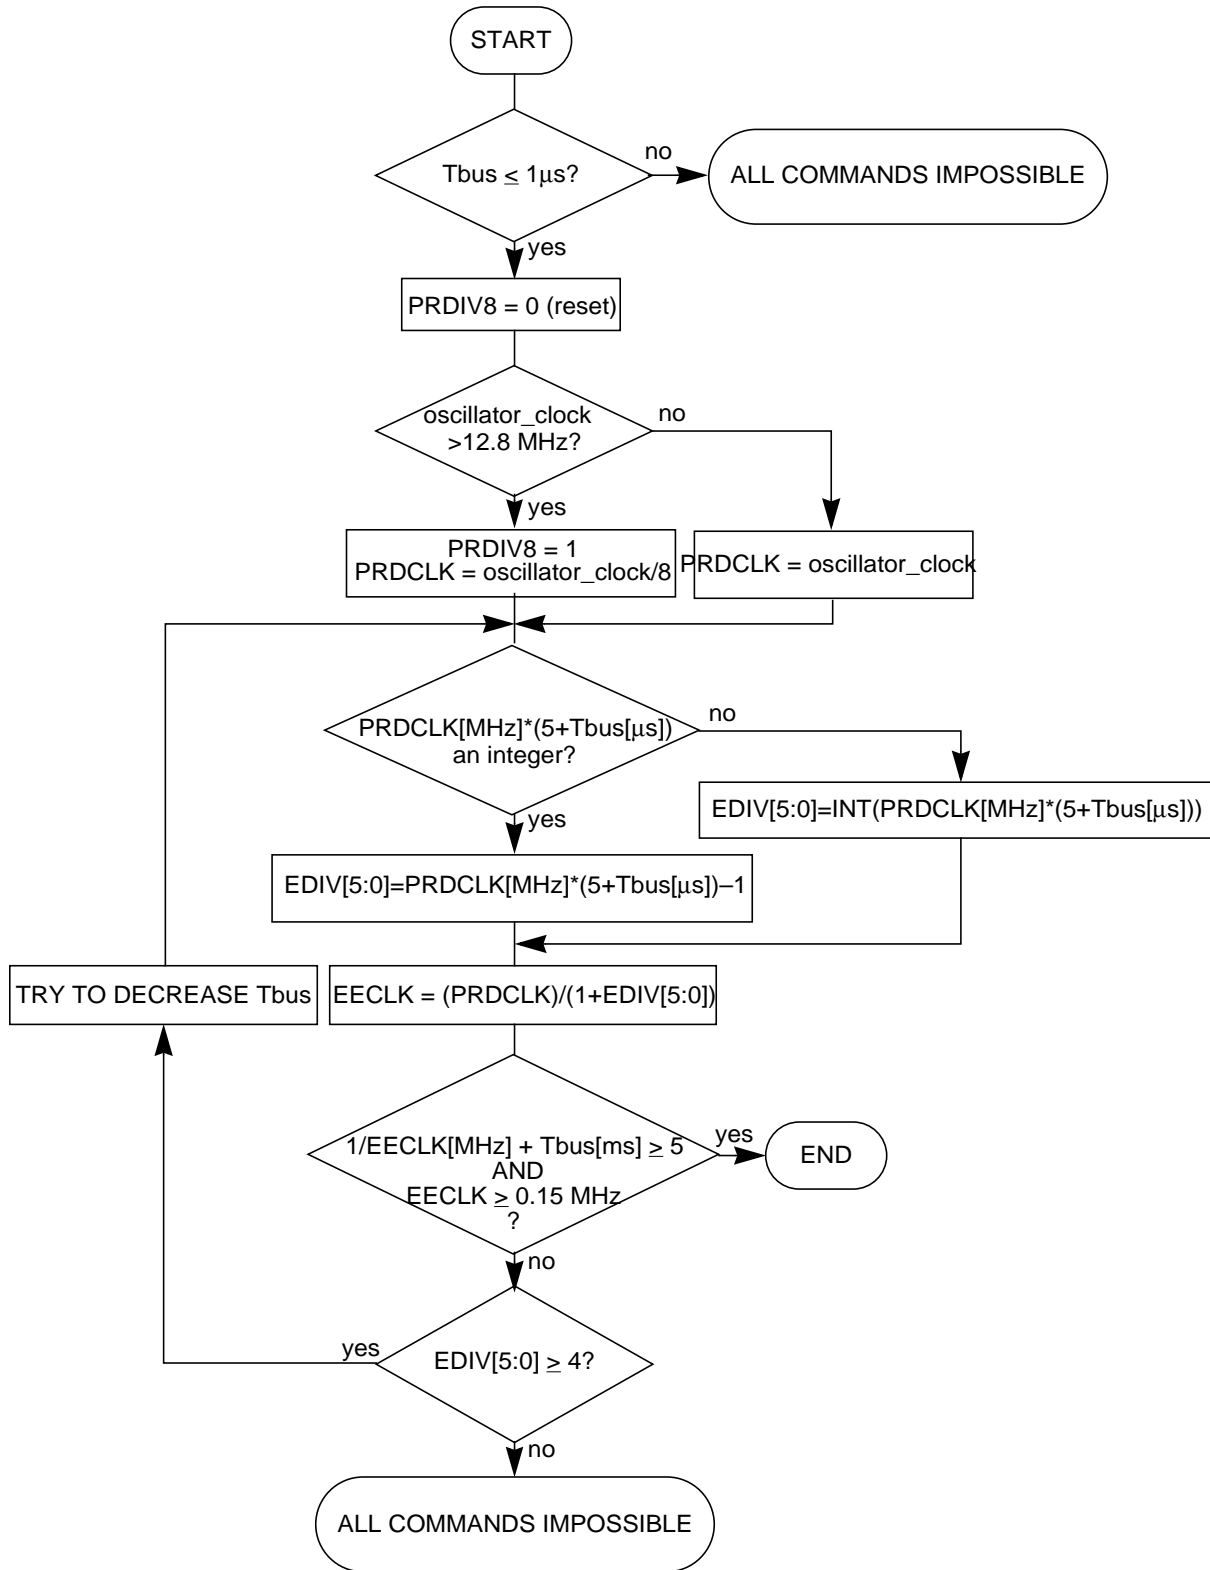 START
Tbus ≤ 1μs?
no
ALL COMMANDS IMPOSSIBLE
yes
PRDIV8 = 0 (reset)
oscillator_clock
>12.8 MHz?
no
yes
PRDIV8 = 1
PRDCLK = oscillator_clock/8
PRDCLK = oscillator_clock
PRDCLK[MHz]*(5+Tbus[μs])
an integer?
no
yes
EDIV[5:0]=INT(PRDCLK[MHz]*(5+Tbus[μs]))
EDIV[5:0]=PRDCLK[MHz]*(5+Tbus[μs])–1
TRY TO DECREASE Tbus
EECLK = (PRDCLK)/(1+EDIV[5:0])
1/EECLK[MHz] + Tbus[ms] ≥ 5
AND
EECLK ≥ 0.15 MHz
?
yes
END
no
EDIV[5:0] ≥ 4?
yes
no
ALL COMMANDS IMPOSSIBLE